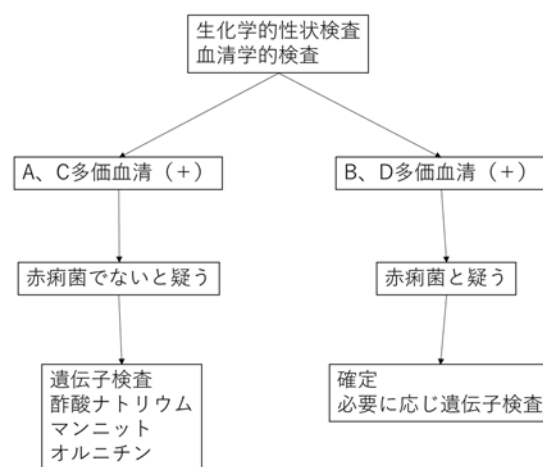 生化学的性状検査
血清学的検査
A、C多価血清（+）
B、D多価血清（+）
赤痢菌でないと疑う
赤痢菌と疑う
遺伝子検査
酢酸ナトリウム
マンニット
オルニチン
確定
必要に応じ遺伝子検査